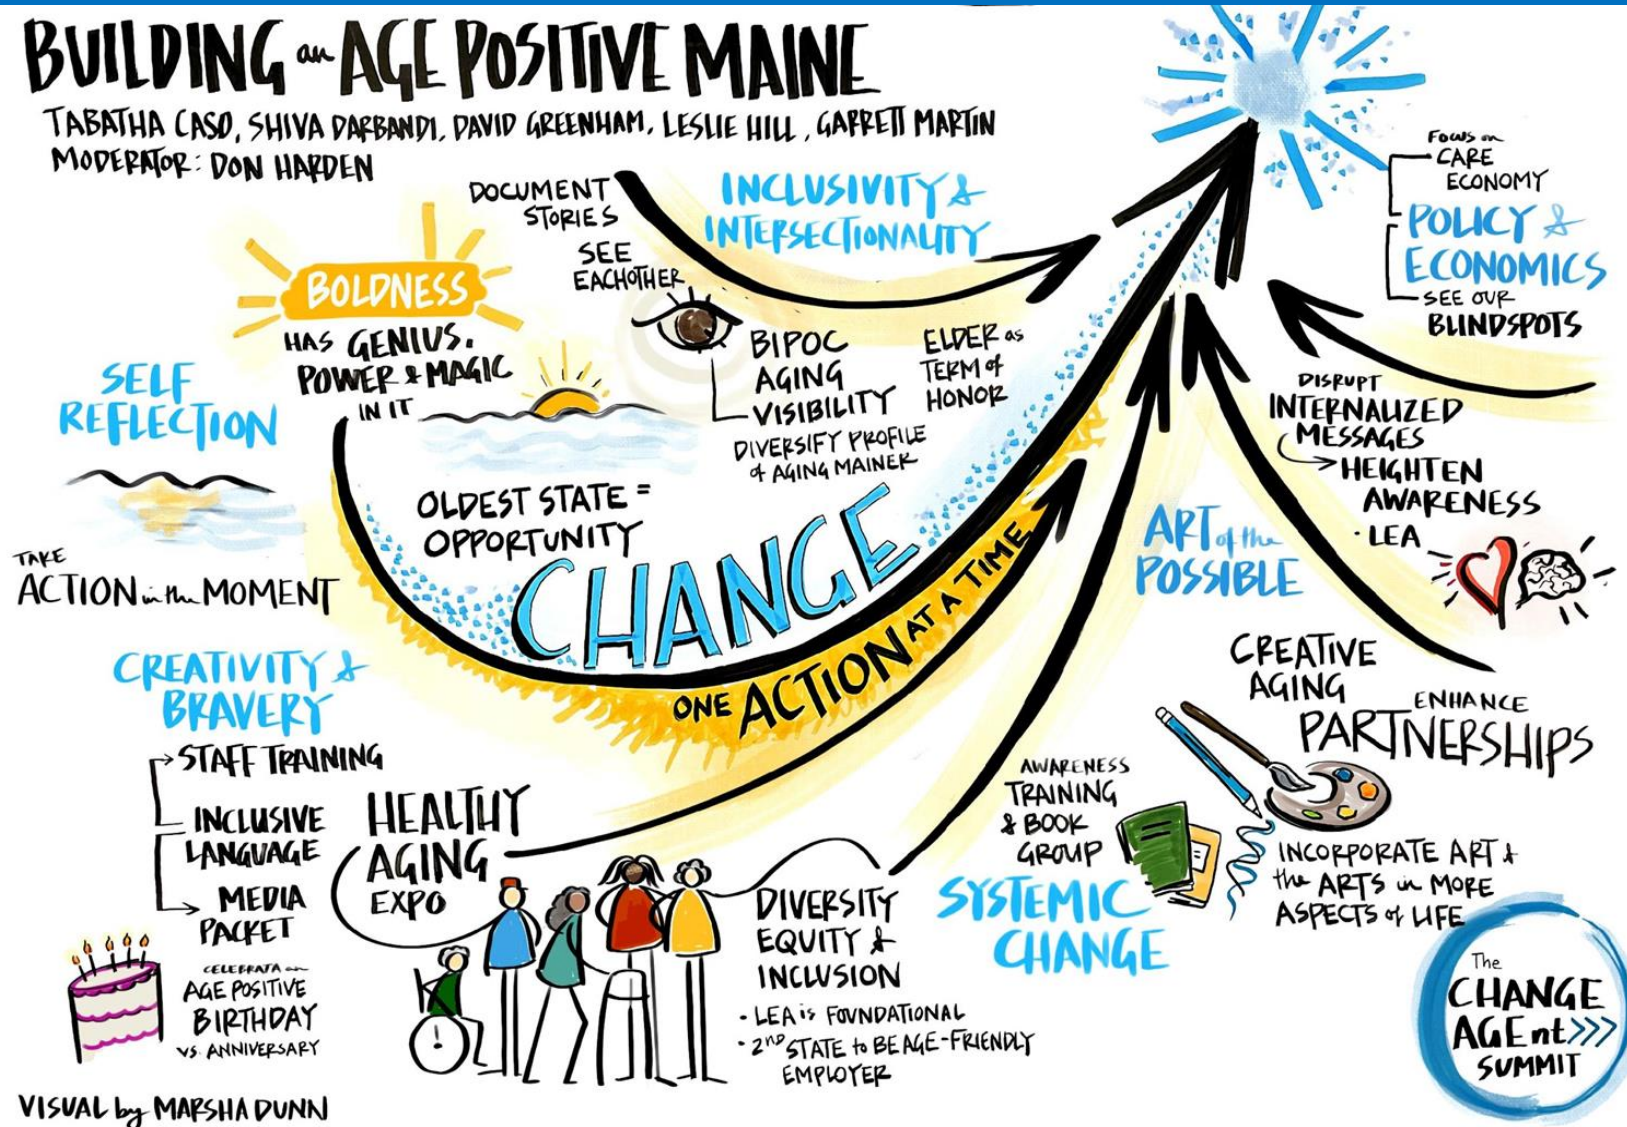 BUILDING an AGE POSITIVE MAINE
TABATHA CASO, SHIVA DARBANDI, DAVID GREENHAM, LESLIE HILL, GARRETT MARTIN
MODERATOR: DON HARDEN
DOCUMENT
STORIES
SEE
EACHOTHER
INCLUSIVITY &
INTERSECTIONALITY
BIPOC
AGING
VISIBILITY
DIVERSIFY PROFILE
of AGING MAINER
ELDER as
TERM of
HONOR
Focus on
CARE
ECONOMY
POLICY &
ECONOMICS
SEE OUR
BLINDSPOTS
BOLDNESS
HAS GENIUS,
POWER & MAGIC
IN IT
SELF
REFLECTION
TAKE
ACTION in the MOMENT
OLDEST STATE =
OPPORTUNITY
CHANGE
ONE ACTION AT A TIME
DISRUPT
INTERNALIZED
MESSAGES
HEIGHTEN
AWARENESS
· LEA
ART of the
POSSIBLE
CREATIVE
AGING
ENHANCE
PARTNERSHIPS
INCORPORATE ART &
the ARTS in MORE
ASPECTS of LIFE
CREATIVITY &
BRAVERY
STAFF TRAINING
INCLUSIVE
LANGUAGE
MEDIA
PACKET
CELEBRATA an
AGE POSITIVE
BIRTHDAY
VS. ANNIVERSARY
HEALTHY
AGING
EXPO
DIVERSITY
EQUITY &
INCLUSION
· LEA is FOUNDATIONAL
· 2nd STATE to BE AGE-FRIENDLY
EMPLOYER
AWARENESS
TRAINING
& BOOK
GROUP
SYSTEMIC
CHANGE
The
CHANGE
AGEnt>>>
SUMMIT
VISUAL by MARSHA DUNN